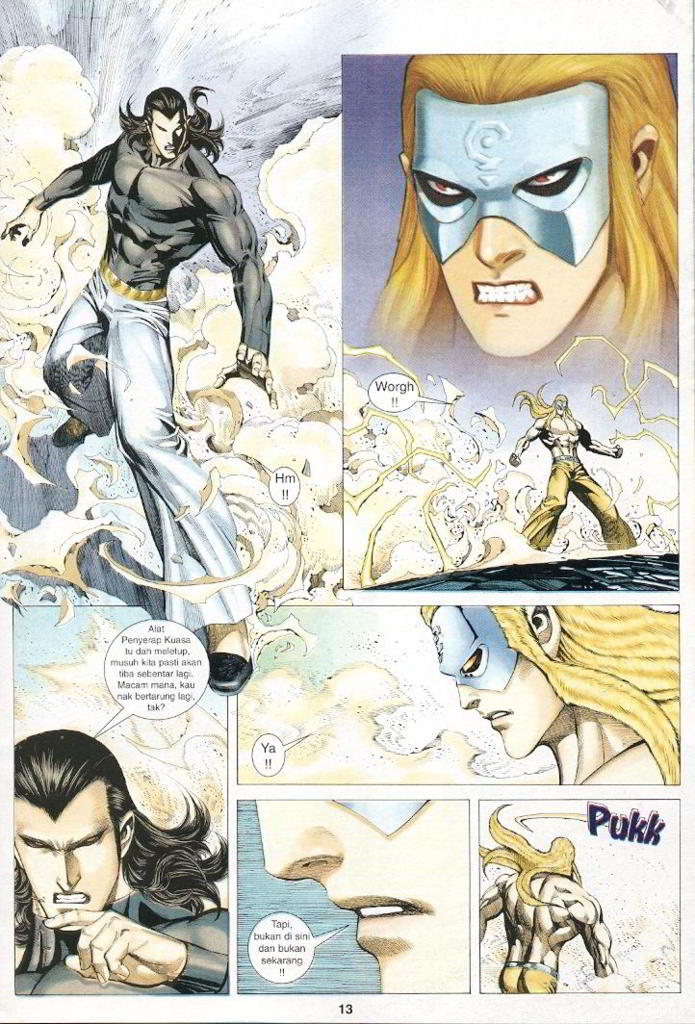 Hm
!!
Worgh
!!
Alat
Penyerap Kuasa
tu dah meletup,
musuh kita pasti akan
tiba sebentar lagi.
Macam mana, kau
nak bertarung lagi,
tak?
Ya
!!
Tapi,
bukan di sini
dan bukan
sekarang
!!
Pukk
13